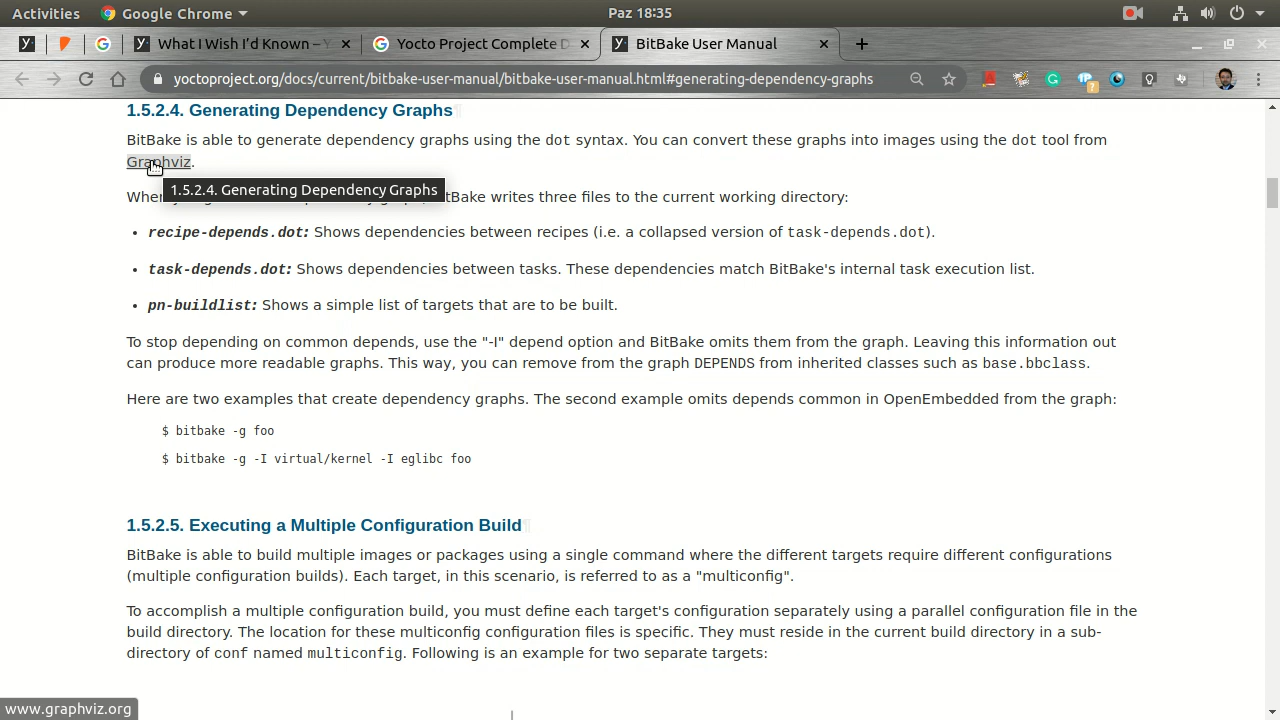 Activities Google Chrome Paz 18:35
What I Wish I'd Known – Y Yocto Project Complete D BitBake User Manual
yoctoproject.org/docs/current/bitbake-user-manual/bitbake-user-manual.html#generating-dependency-graphs
1.5.2.4. Generating Dependency Graphs¶
BitBake is able to generate dependency graphs using the dot syntax. You can convert these graphs into images using the dot tool from
Graphviz.
1.5.2.4. Generating Dependency Graphs
BitBake writes three files to the current working directory:
• recipe-depends.dot: Shows dependencies between recipes (i.e. a collapsed version of task-depends.dot).
• task-depends.dot: Shows dependencies between tasks. These dependencies match BitBake's internal task execution list.
• pn-buildlist: Shows a simple list of targets that are to be built.
To stop depending on common depends, use the "-I" depend option and BitBake omits them from the graph. Leaving this information out
can produce more readable graphs. This way, you can remove from the graph DEPENDS from inherited classes such as base.bbclass.
Here are two examples that create dependency graphs. The second example omits depends common in OpenEmbedded from the graph:
$ bitbake -g foo
$ bitbake -g -I virtual/kernel -I eglibc foo
1.5.2.5. Executing a Multiple Configuration Build¶
BitBake is able to build multiple images or packages using a single command where the different targets require different configurations
(multiple configuration builds). Each target, in this scenario, is referred to as a "multiconfig".
To accomplish a multiple configuration build, you must define each target's configuration separately using a parallel configuration file in the
build directory. The location for these multiconfig configuration files is specific. They must reside in the current build directory in a sub-
directory of conf named multiconfig. Following is an example for two separate targets:
www.graphviz.org